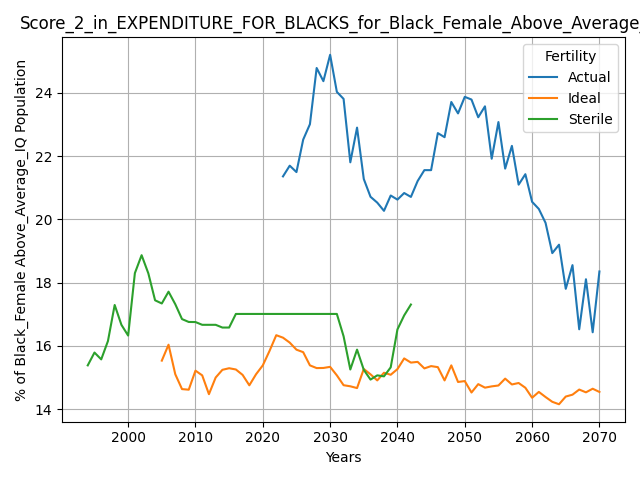 Score_2_in_EXPENDITURE_FOR_BLACKS_for_Black_Female_Above_Average_
% of Black_Female Above_Average_IQ Population
24
22
20
18
16
14
Fertility
Actual
Ideal
Sterile
2000 2010 2020 2030 2040 2050 2060 2070
Years